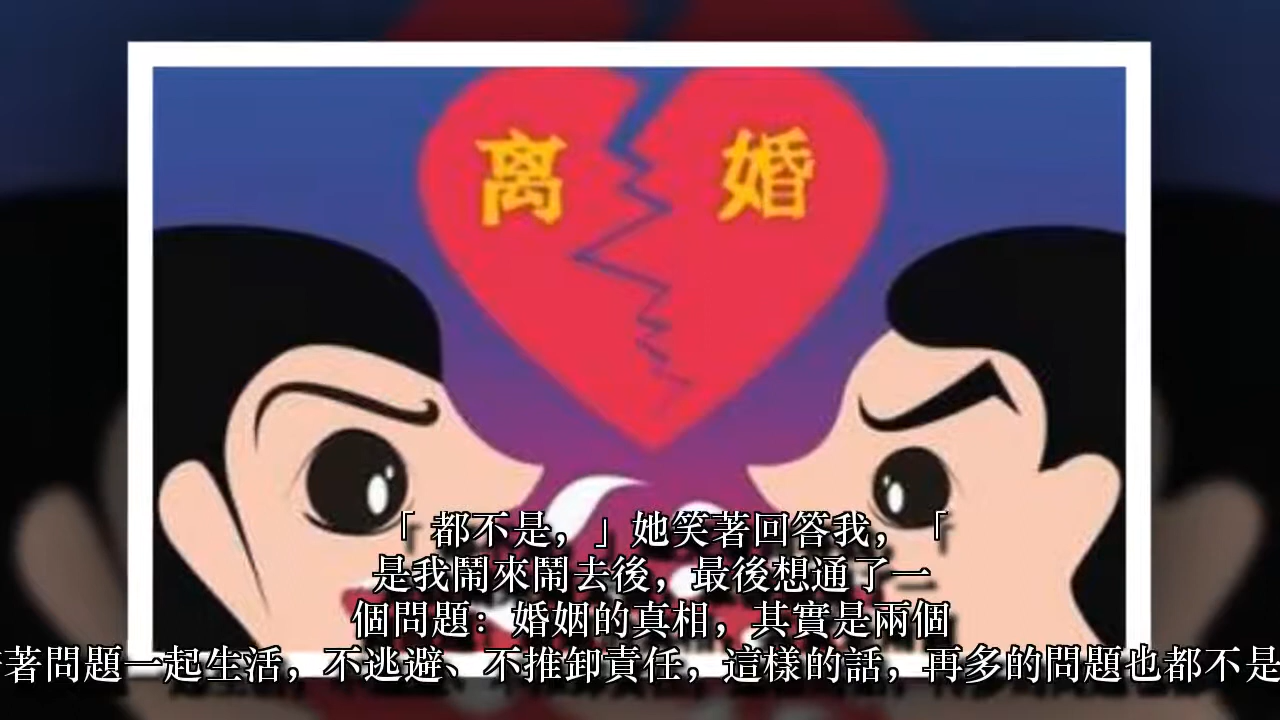 离 婚
「 都不是，」她笑著回答我，「
是我鬧來鬧去後，最後想通了一
個問題：婚姻的真相，其實是兩個
著問題一起生活，不逃避、不推卸責任，這樣的話，再多的問題也都不是